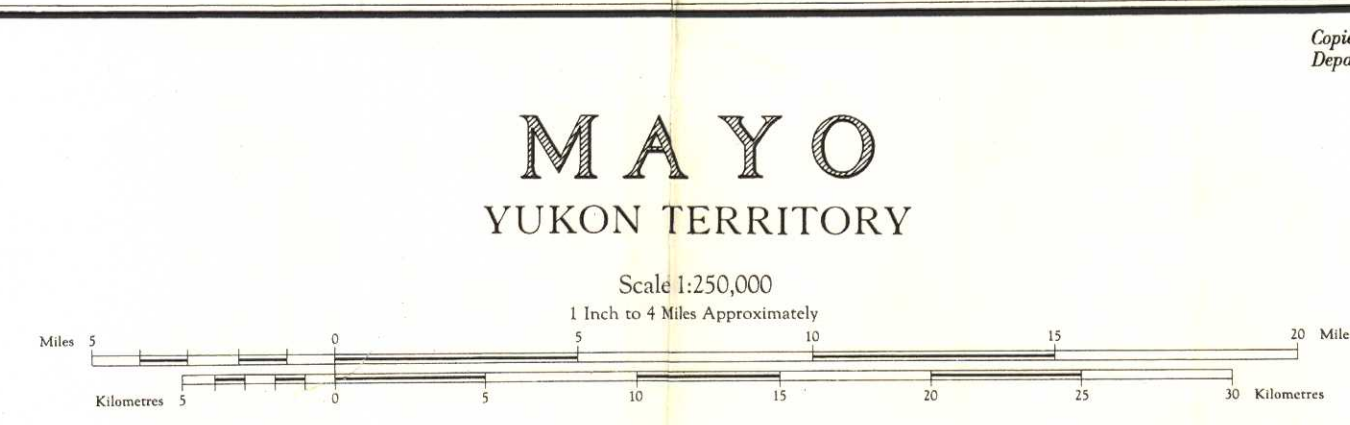 MAYO
YUKON TERRITORY
Scale 1:250,000
1 Inch to 4 Miles Approximately
Miles 5 0 5 10 15 20
Kilometres 5 0 5 10 15 20 25 30 Kilometres